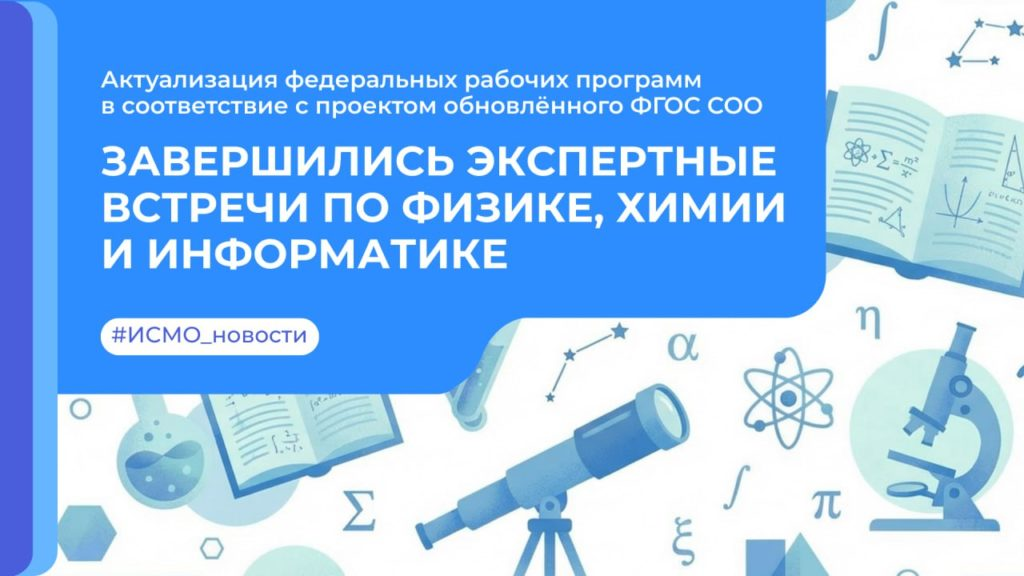 Актуализация федеральных рабочих программ
в соответствие с проектом обновлённого ФГОС СОО
ЗАВЕРШИЛИСЬ ЭКСПЕРТНЫЕ
ВСТРЕЧИ ПО ФИЗИКЕ, ХИМИИ
И ИНФОРМАТИКЕ
#ИСМО_новости
α
η
Σ
π
ξ
∫
∫